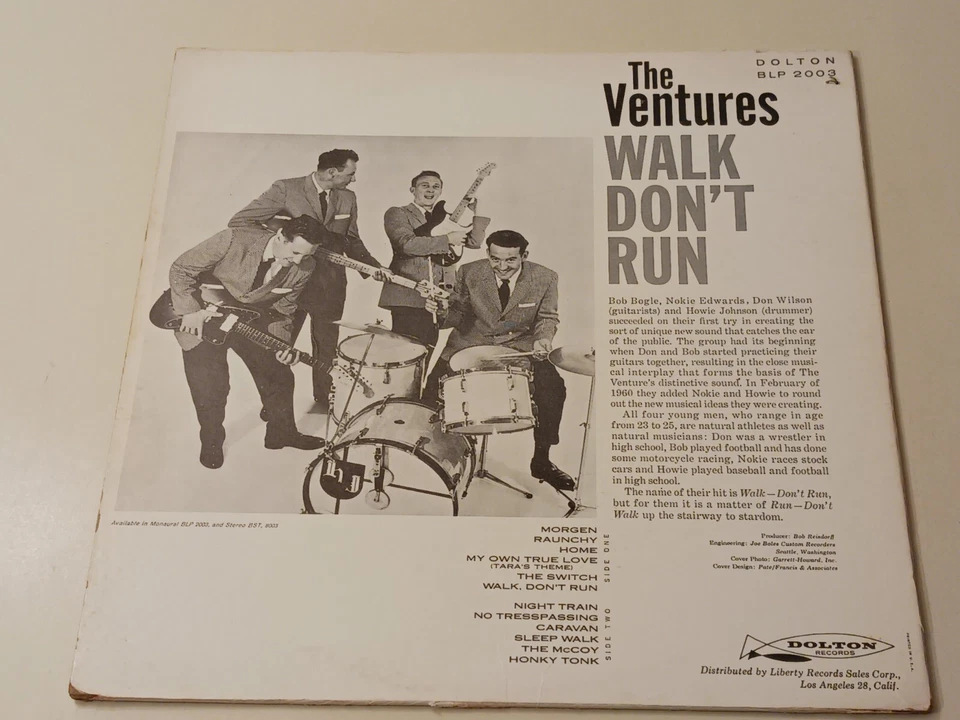 DOLTON
BLP 2003
The
Ventures
WALK
DON'T
RUN
Bob Bogle, Nokie Edwards, Don Wilson
(guitarists) and Howie Johnson (drummer)
succeeded on their first try in creating the
sort of unique new sound that catches the ear
of the public. The group had its beginning
when Don and Bob started practicing their
guitars together, resulting in the close musi-
cal interplay that forms the basis of The
Venture's distinctive sound. In February of
1960 they added Nokie and Howie to round
out the new musical ideas they were creating.
All four young men, who range in age
from 23 to 25, are natural athletes as well as
natural musicians: Don was a wrestler in
high school, Bob played football and has done
some motorcycle racing, Nokie races stock
cars and Howie played baseball and football
in high school.
The name of their hit is Walk—Don't Run,
but for them it is a matter of Run—Don't
Walk up the stairway to stardom.
Available in Monaural BLP 2003, and Stereo BST, 8003
MORGEN
RAUNCHY
HOME
MY OWN TRUE LOVE
(TARA'S THEME)
THE SWITCH
WALK, DON'T RUN
SIDE ONE
NIGHT TRAIN
NO TRESSPASSING
CARAVAN
SLEEP WALK
THE McCOY
HONKY TONK
SIDE TWO
Producer: Bob Reisdorff
Engineering: Joe Boles Custom Recorders
Seattle, Washington
Cover Photo: Garrett-Howard, Inc.
Cover Design: Pate/Francis & Associates
DOLTON
RECORDS
Distributed by Liberty Records Sales Corp.,
Los Angeles 28, Calif.